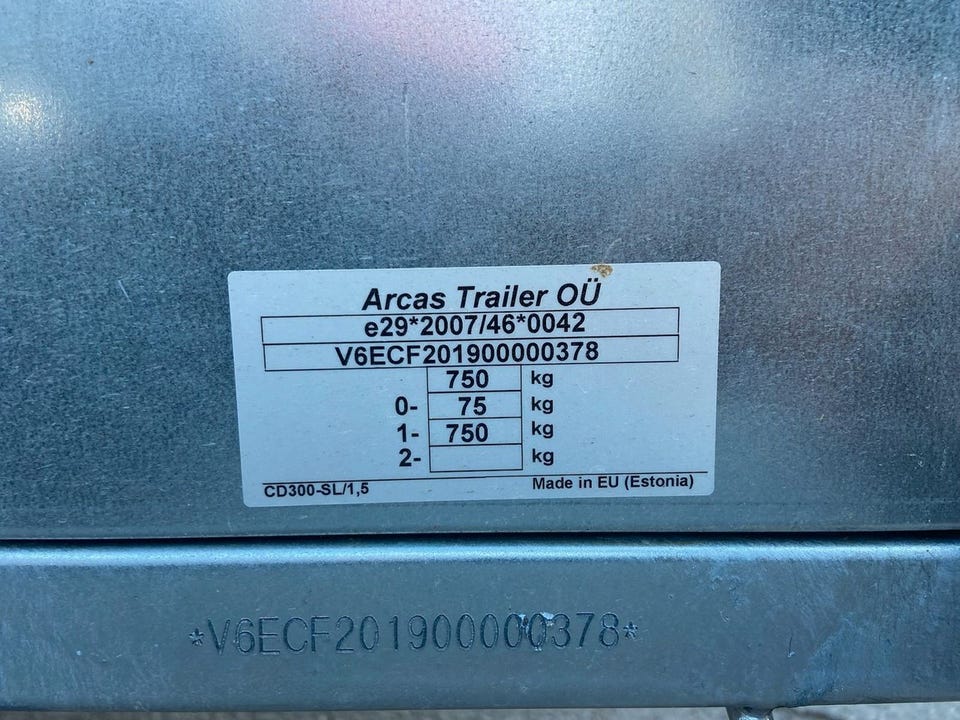 Arcas Trailer OÜ
e29*2007/46*0042
V6ECF201900000378
750 kg
0- 75 kg
1- 750 kg
2- kg
CD300-SL/1,5 Made in EU (Estonia)
*V6ECF201900000378*